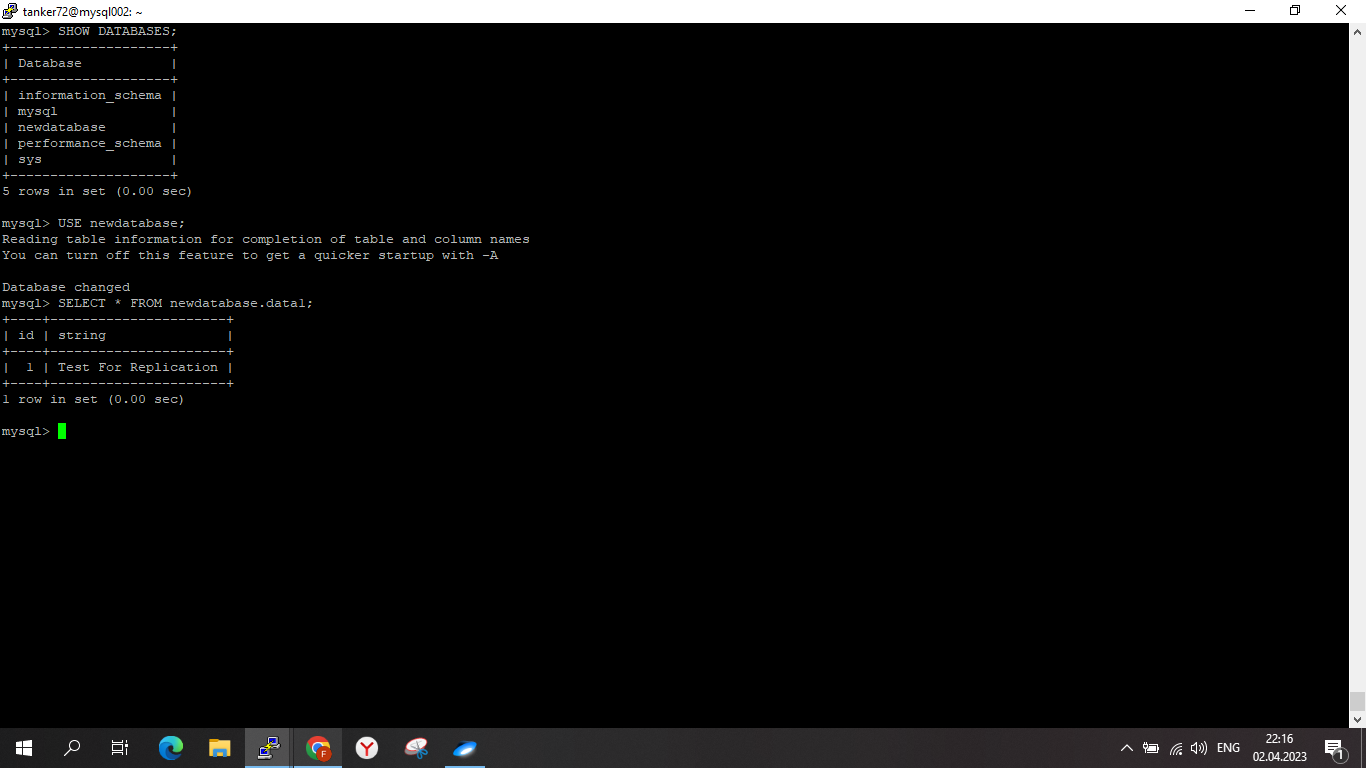 tanker72@mysql002: ~
mysql> SHOW DATABASES;
+--------------------+
| Database           |
+--------------------+
| information_schema |
| mysql              |
| newdatabase        |
| performance_schema |
| sys                |
+--------------------+
5 rows in set (0.00 sec)
mysql> USE newdatabase;
Reading table information for completion of table and column names
You can turn off this feature to get a quicker startup with -A
Database changed
mysql> SELECT * FROM newdatabase.data1;
+----+----------------------+
| id | string               |
+----+----------------------+
|  1 | Test For Replication |
+----+----------------------+
1 row in set (0.00 sec)
mysql>
F
Y
ENG
22:16
02.04.2023
1